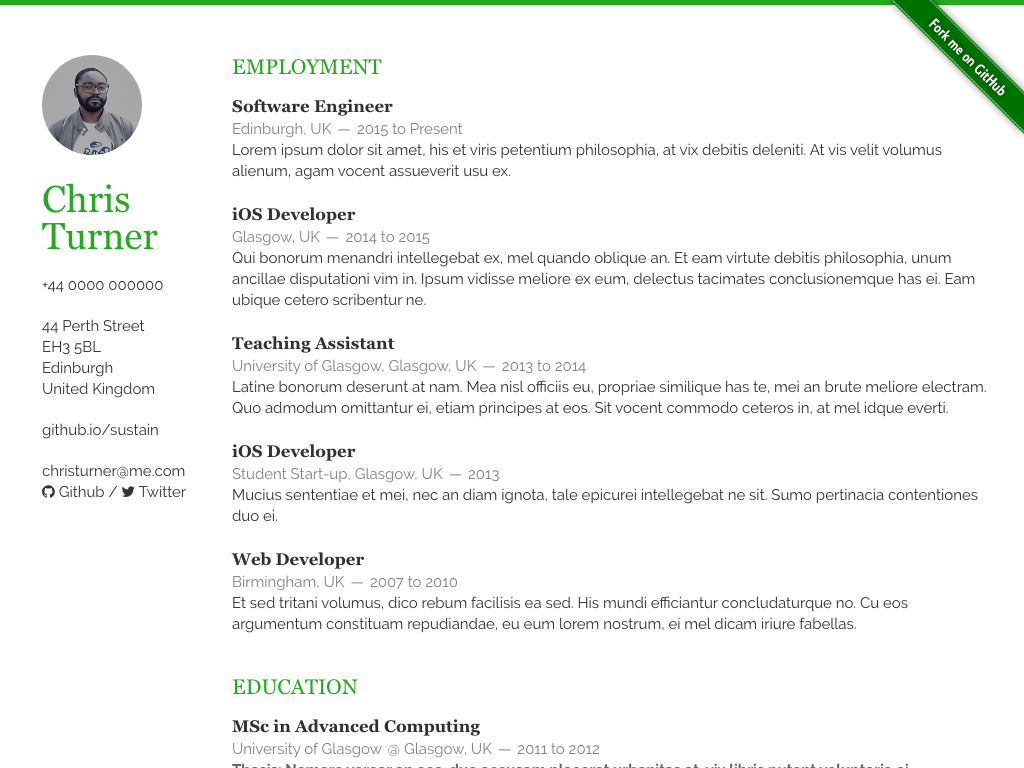 Fork me on GitHub
Chris
Turner
+44 0000 000000
44 Perth Street
EH3 5BL
Edinburgh
United Kingdom
github.io/sustain
christurner@me.com
Github / Twitter
EMPLOYMENT
Software Engineer
Edinburgh, UK — 2015 to Present
Lorem ipsum dolor sit amet, his et viris petentium philosophia, at vix debitis deleniti. At vis velit volumus
alienum, agam vocent assueverit usu ex.
iOS Developer
Glasgow, UK — 2014 to 2015
Qui bonorum menandri intellegebat ex, mel quando oblique an. Et eam virtute debitis philosophia, unum
ancillae disputationi vim in. Ipsum vidisse meliore ex eum, delectus tacimates conclusionemque has ei. Eam
ubique cetero scribentur ne.
Teaching Assistant
University of Glasgow, Glasgow, UK — 2013 to 2014
Latine bonorum deserunt at nam. Mea nisl officiis eu, propriae similique has te, mei an brute meliore electram.
Quo admodum omittantur ei, etiam principes at eos. Sit vocent commodo ceteros in, at mel idque everti.
iOS Developer
Student Start-up, Glasgow, UK — 2013
Mucius sententiae et mei, nec an diam ignota, tale epicurei intellegebat ne sit. Sumo pertinacia contentiones
duo ei.
Web Developer
Birmingham, UK — 2007 to 2010
Et sed tritani volumus, dico rebum facilisis ea sed. His mundi efficiantur concludaturque no. Cu eos
argumentum constituam repudiandae, eu eum lorem nostrum, ei mel dicam iriure fabellas.
EDUCATION
MSc in Advanced Computing
University of Glasgow @ Glasgow, UK — 2011 to 2012